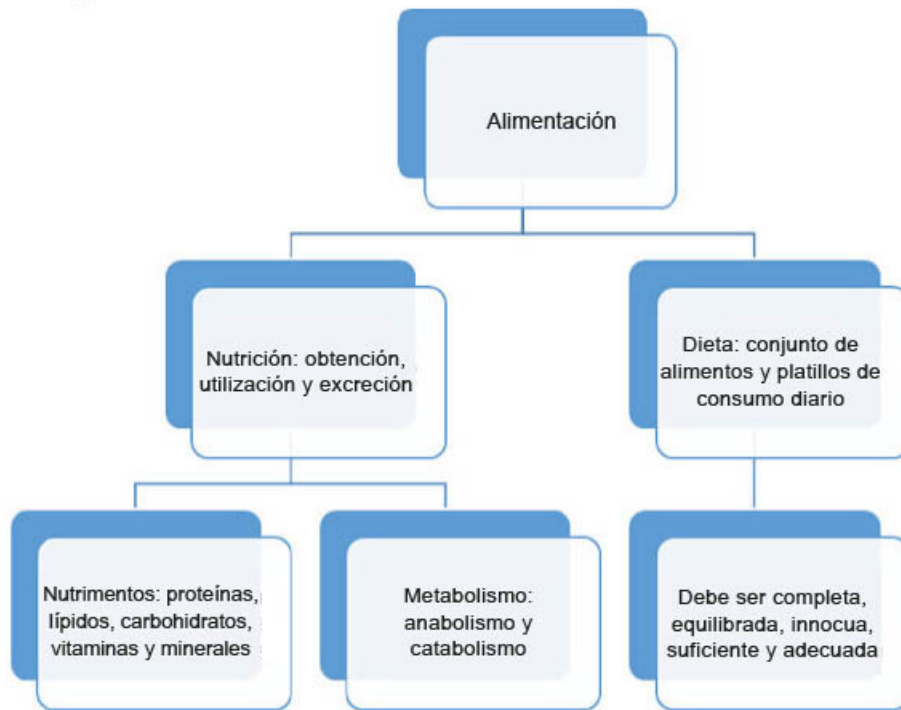 Alimentación
Nutrición: obtención,
utilización y excreción
Dieta: conjunto de
alimentos y platillos de
consumo diario
Nutrimentos: proteínas,
lípidos, carbohidratos,
vitaminas y minerales
Metabolismo:
anabolismo y
catabolismo
Debe ser completa,
equilibrada, innocua,
suficiente y adecuada